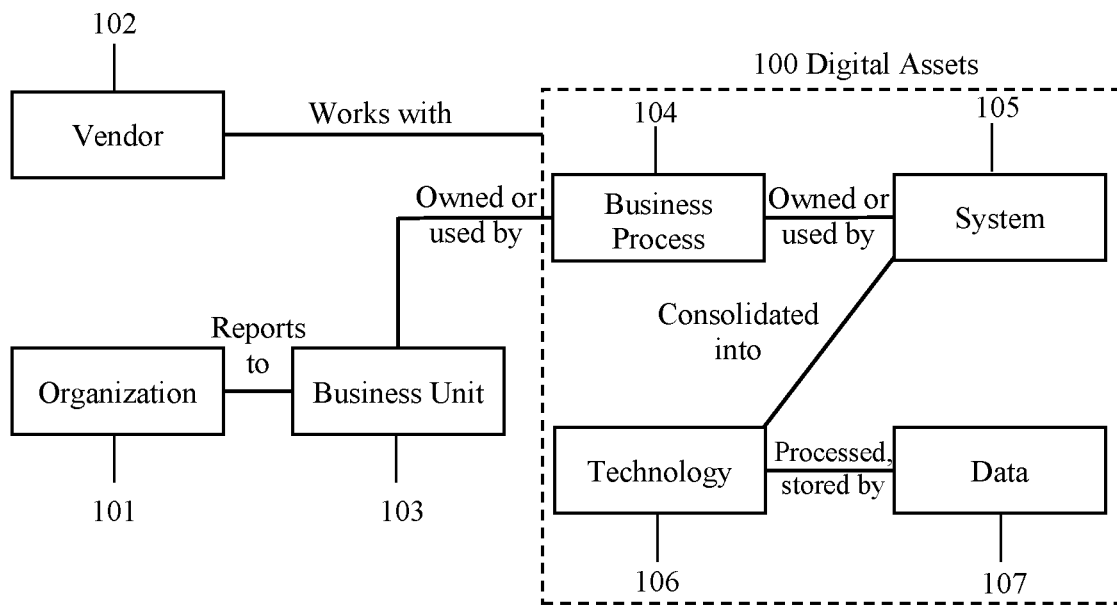 102
100 Digital Assets
Vendor
Works with
104
105
Owned or
used by
Business
Process
Owned or
used by
System
Consolidated
into
Reports
to
Organization
Business Unit
Technology
Processed,
stored by
Data
101
103
106
107